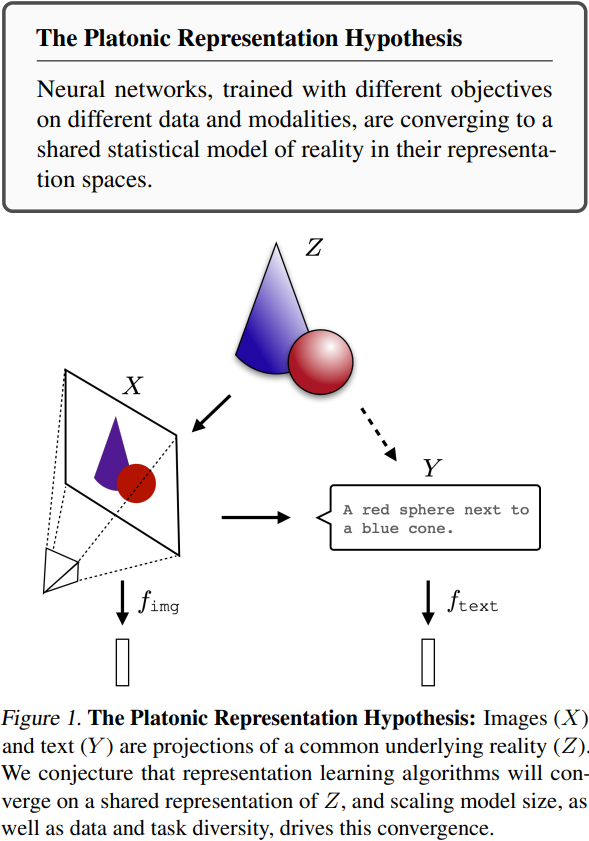 The Platonic Representation Hypothesis
Neural networks, trained with different objectives
on different data and modalities, are converging to a
shared statistical model of reality in their representa-
tion spaces.
Z
X
Y
A red sphere next to
a blue cone.
f_img
f_text
Figure 1. The Platonic Representation Hypothesis: Images (X)
and text (Y) are projections of a common underlying reality (Z).
We conjecture that representation learning algorithms will con-
verge on a shared representation of Z, and scaling model size, as
well as data and task diversity, drives this convergence.